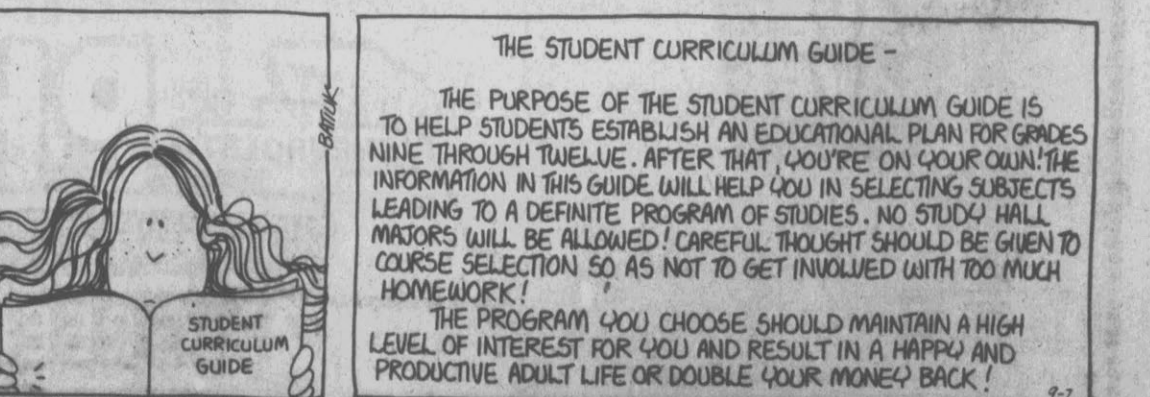 BATIUK
STUDENT
CURRICULUM
GUIDE
THE STUDENT CURRICULUM GUIDE -
THE PURPOSE OF THE STUDENT CURRICULUM GUIDE IS
TO HELP STUDENTS ESTABLISH AN EDUCATIONAL PLAN FOR GRADES
NINE THROUGH TWELVE. AFTER THAT, YOU'RE ON YOUR OWN! THE
INFORMATION IN THIS GUIDE WILL HELP YOU IN SELECTING SUBJECTS
LEADING TO A DEFINITE PROGRAM OF STUDIES. NO STUDY HALL
MAJORS WILL BE ALLOWED! CAREFUL THOUGHT SHOULD BE GIVEN TO
COURSE SELECTION SO AS NOT TO GET INVOLVED WITH TOO MUCH
HOMEWORK!
THE PROGRAM YOU CHOOSE SHOULD MAINTAIN A HIGH
LEVEL OF INTEREST FOR YOU AND RESULT IN A HAPPY AND
PRODUCTIVE ADULT LIFE OR DOUBLE YOUR MONEY BACK!
9-7